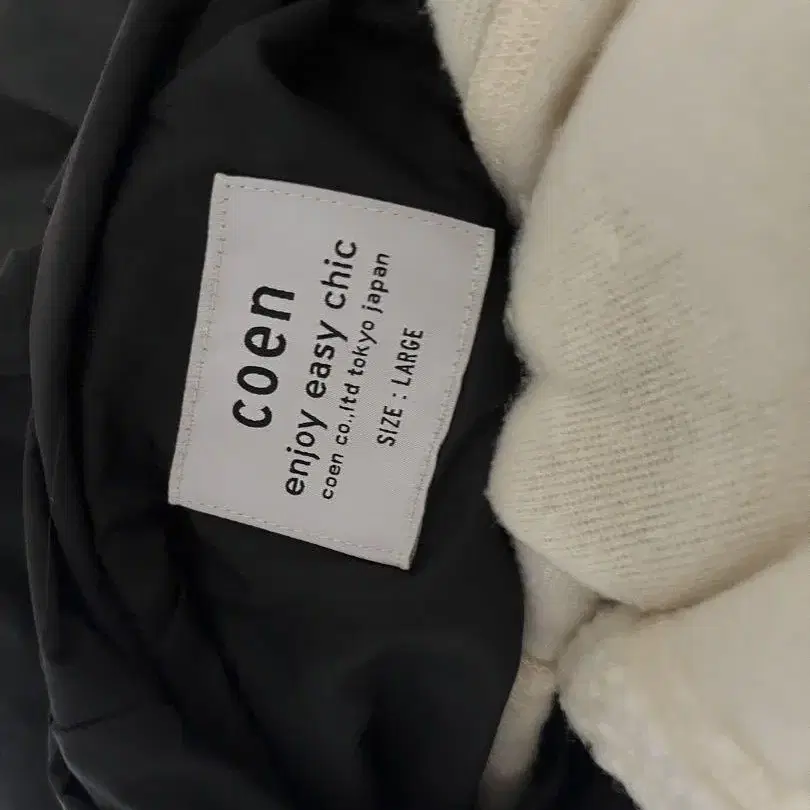 coen
enjoy easy chic
coen co.,ltd tokyo japan
SIZE : LARGE